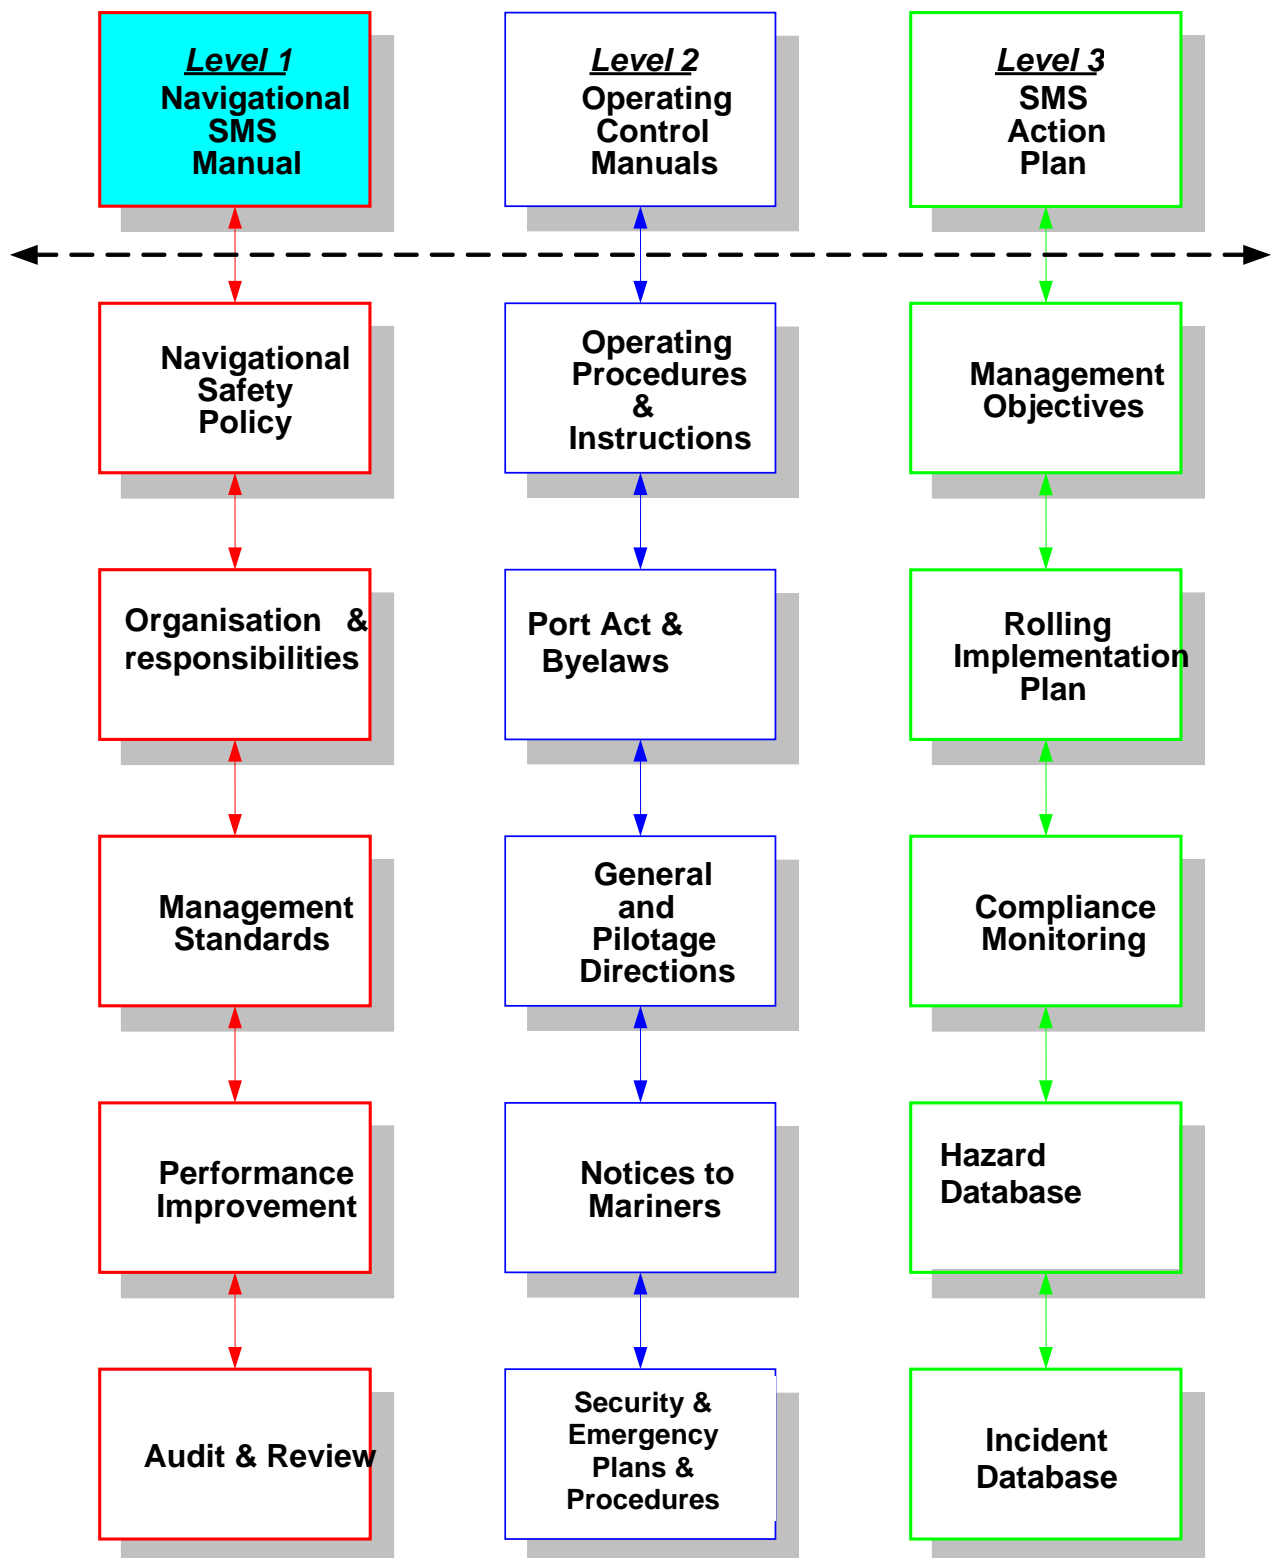 Level 1
Navigational
SMS
Manual
Level 2
Operating
Control
Manuals
Level 3
SMS
Action
Plan
Navigational
Safety
Policy
Operating
Procedures
&
Instructions
Management
Objectives
Organisation &
responsibilities
Port Act &
Byelaws
Rolling
Implementation
Plan
Management
Standards
General
and
Pilotage
Directions
Compliance
Monitoring
Performance
Improvement
Notices to
Mariners
Hazard
Database
Audit & Review
Security &
Emergency
Plans &
Procedures
Incident
Database